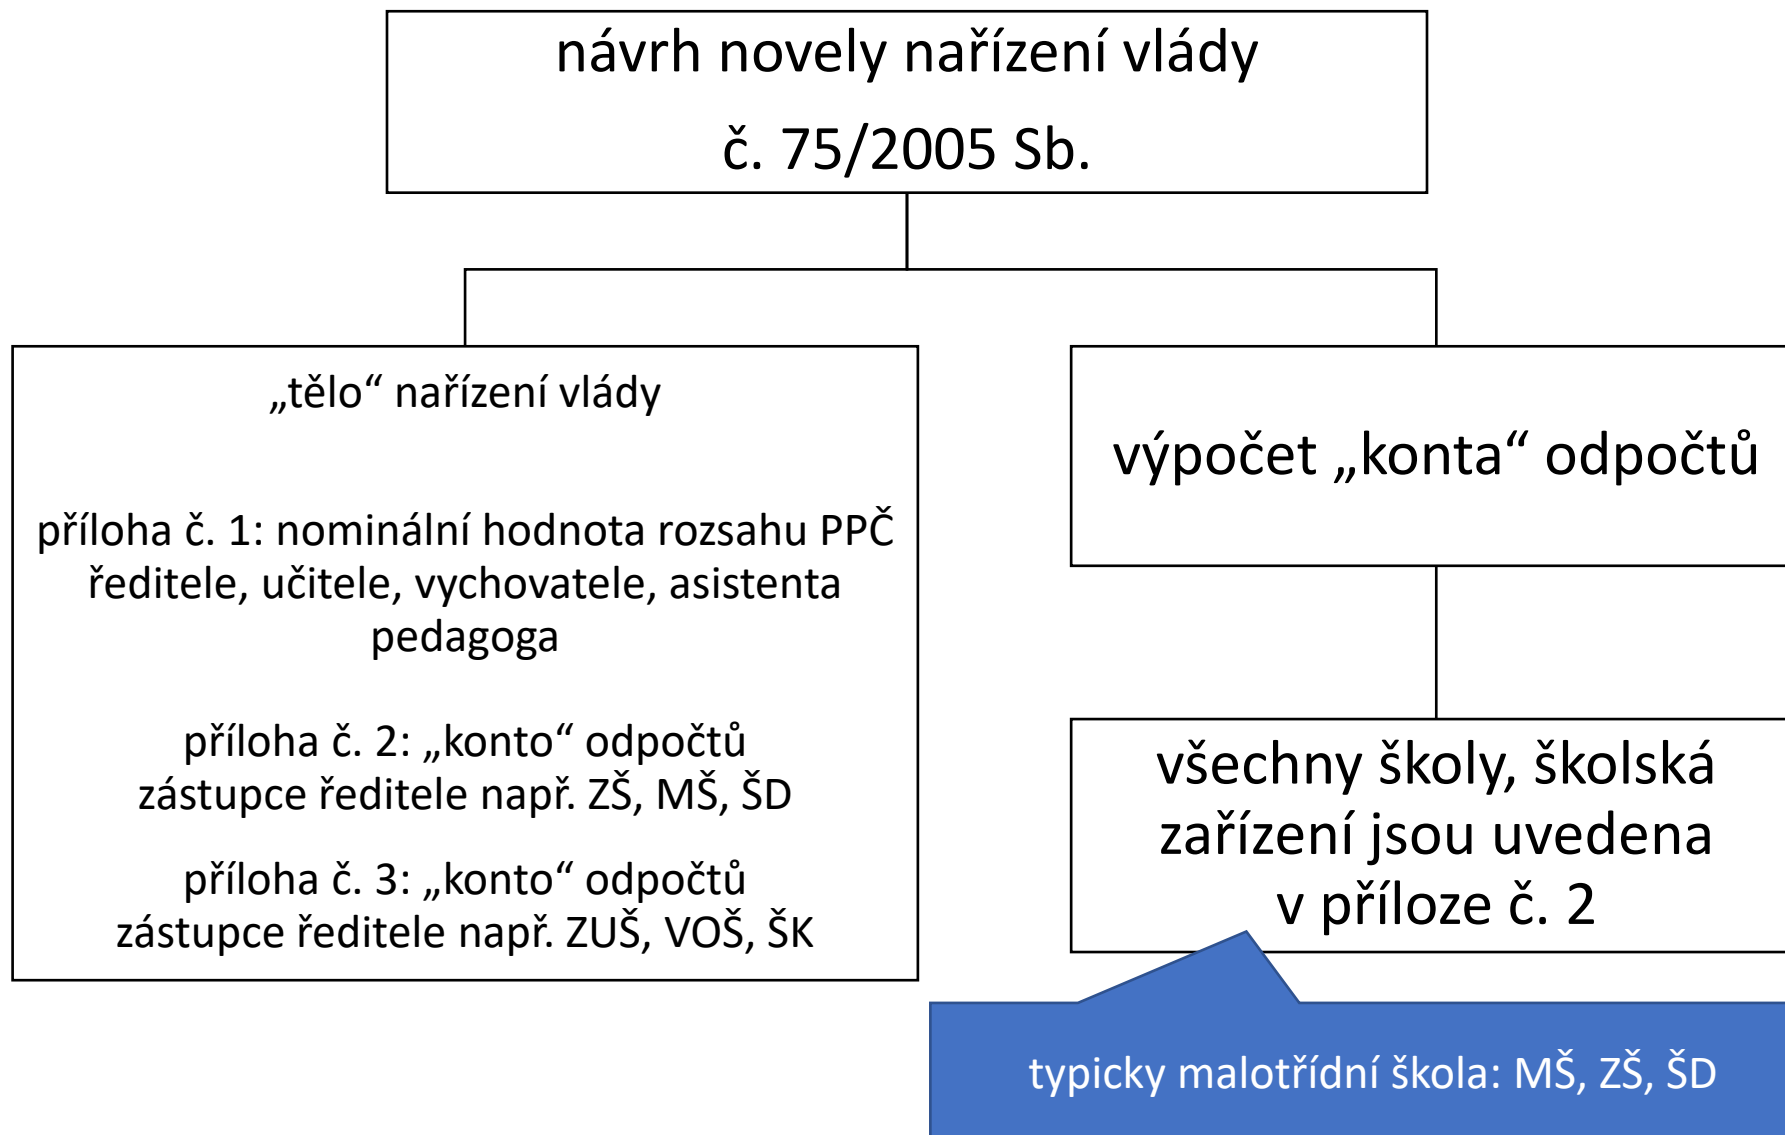 návrh novely nařízení vlády
č. 75/2005 Sb.
„tělo“ nařízení vlády
příloha č. 1: nominální hodnota rozsahu PPČ
ředitele, učitele, vychovatele, asistenta
pedagoga
příloha č. 2: „konto“ odpočtů
zástupce ředitele např. ZŠ, MŠ, ŠD
příloha č. 3: „konto“ odpočtů
zástupce ředitele např. ZUŠ, VOŠ, ŠK
výpočet „konta“ odpočtů
všechny školy, školská
zařízení jsou uvedena
v příloze č. 2
typicky malotřídní škola: MŠ, ZŠ, ŠD